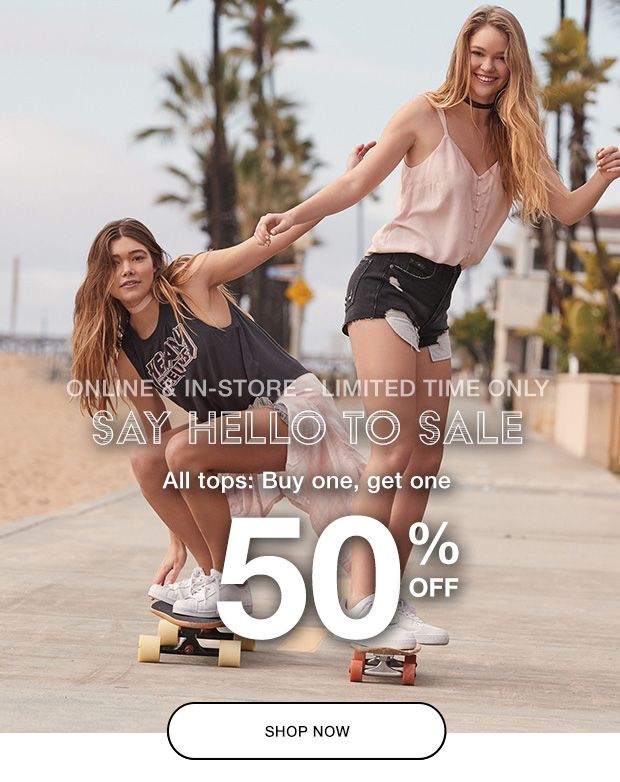 ONLINE & IN-STORE - LIMITED TIME ONLY
SAY HELLO TO SALE
All tops: Buy one, get one
50% OFF
SHOP NOW